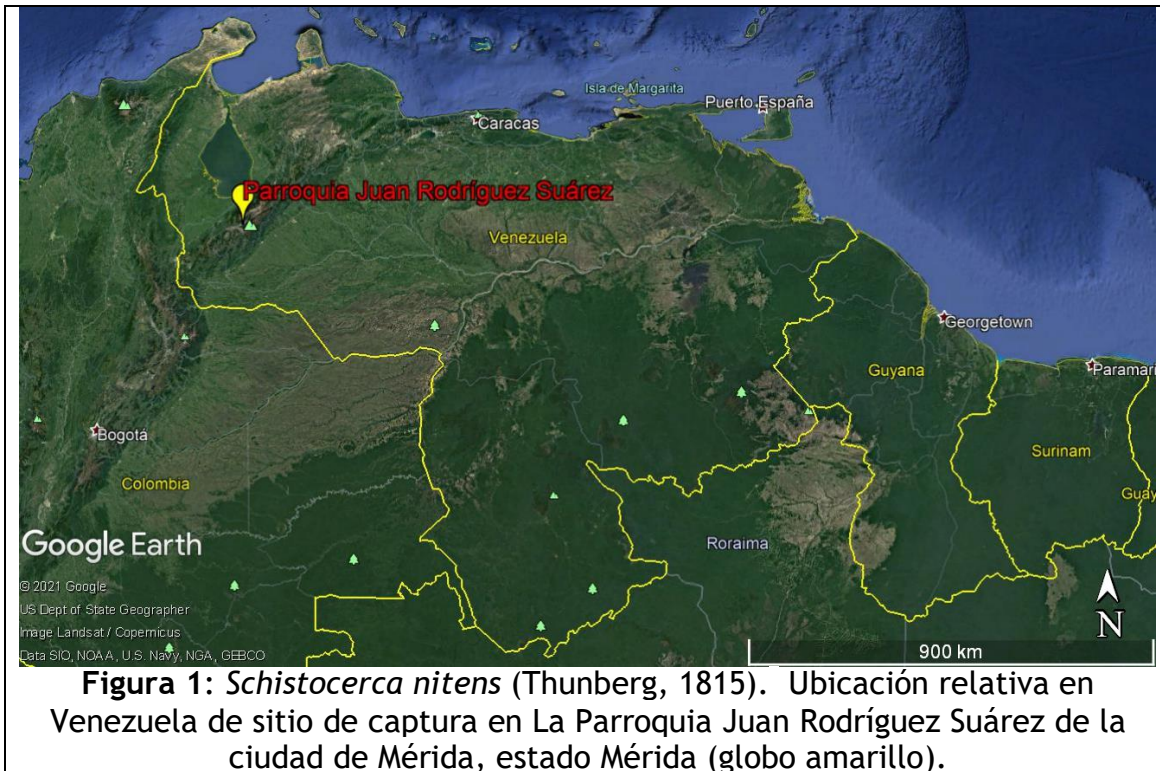 Isla de Margarita
Puerto España
Caracas
Parroquia Juan Rodríguez Suárez
Venezuela
Georgetown
Guyana
Paramari
Bogotá
Surinam
Colombia
Guay
Google Earth
Roraima
© 2021 Google
US Dept of State Geographer
Image Landsat / Copernicus
Data SIO, NOAA, U.S. Navy, NGA, GEBCO
N
900 km
Figura 1: Schistocerca nitens (Thunberg, 1815). Ubicación relativa en
Venezuela de sitio de captura en La Parroquia Juan Rodríguez Suárez de la
ciudad de Mérida, estado Mérida (globo amarillo).